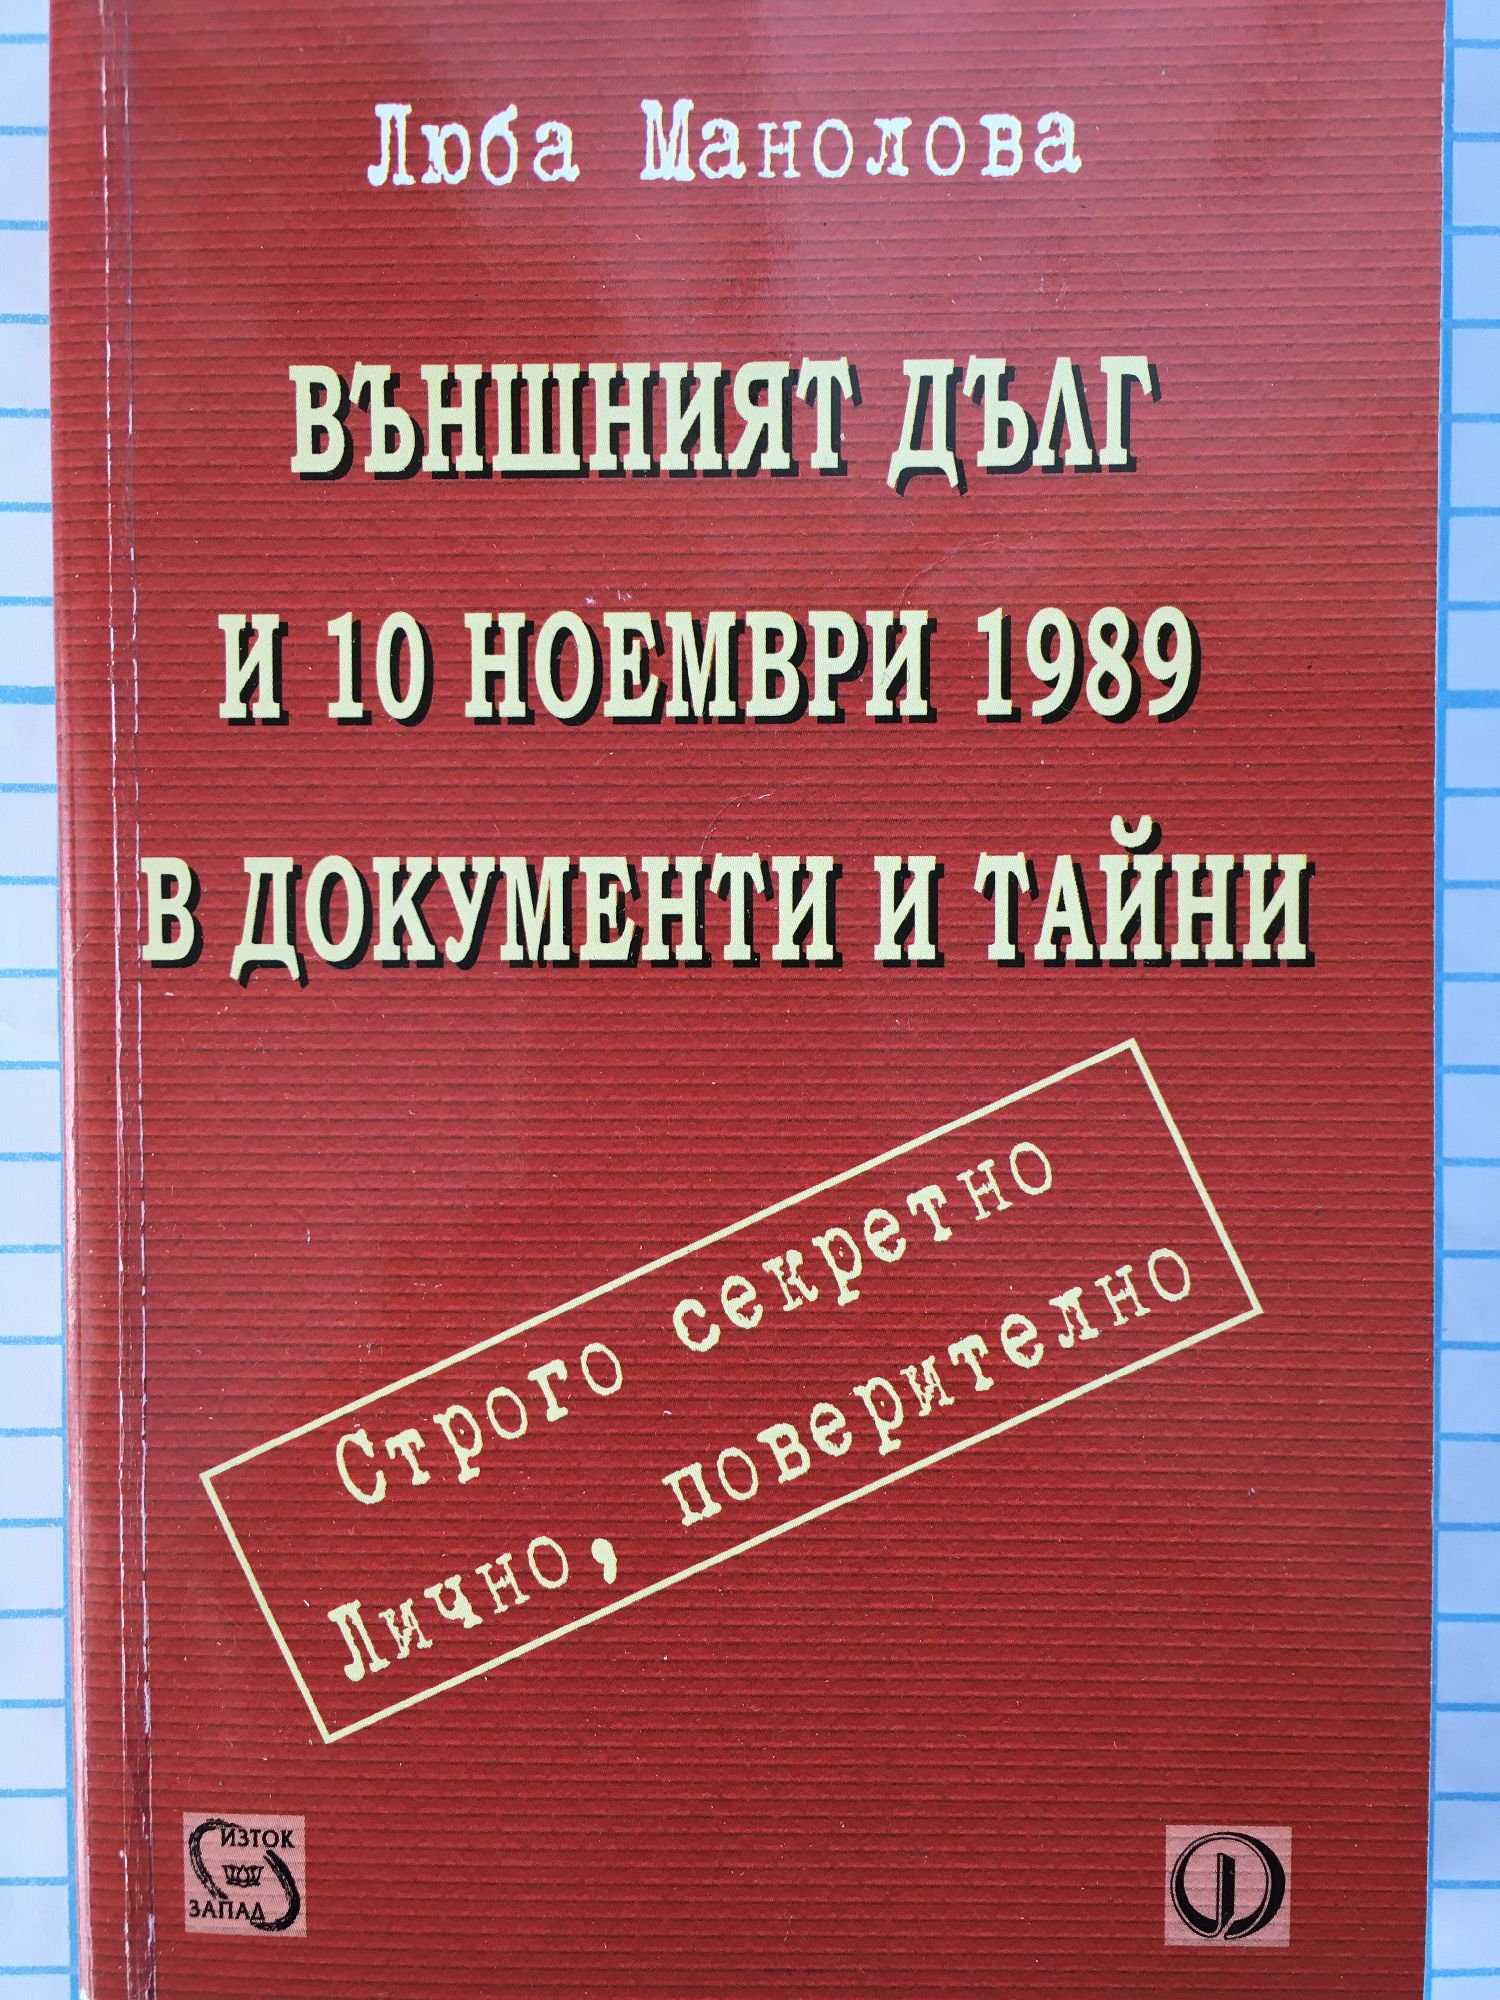 Люба Манолова
ВЪНШНИЯТ ДЪЛГ
И 10 НОЕМВРИ 1989
В ДОКУМЕНТИ И ТАЙНИ
Строго секретно
Лично, поверително
ИЗТОК
ЗАПАД